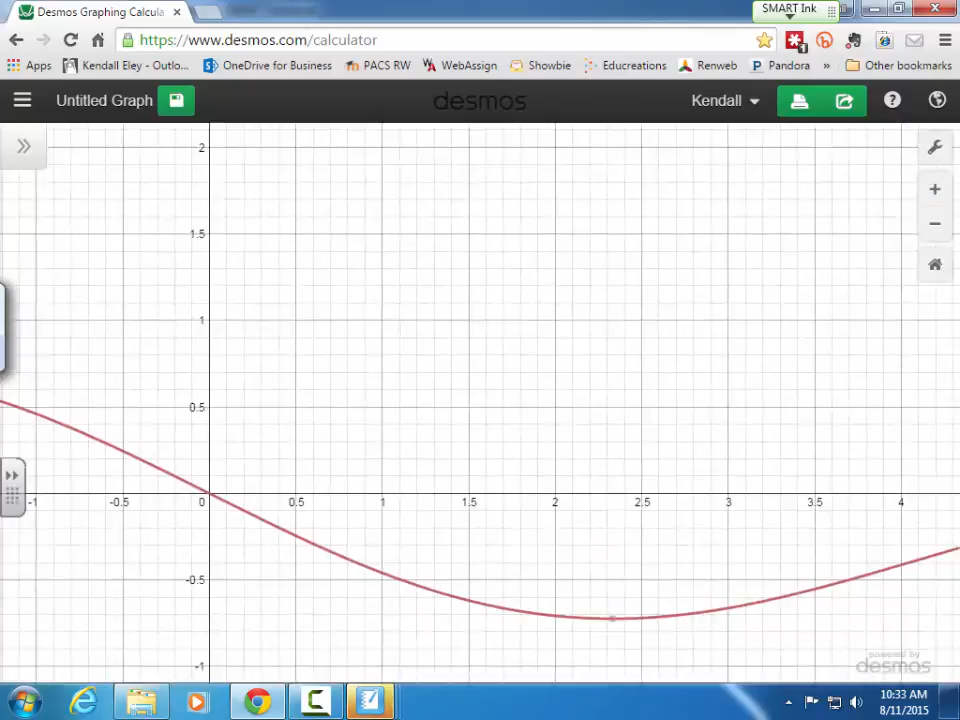 Desmos Graphing Calcula
SMART Ink
https://www.desmos.com/calculator
1
Apps Kendall Eley - Outlo... OneDrive for Business PACS RW WebAssign Showbie Educreations Renweb Pandora » Other bookmarks
Untitled Graph desmos Kendall
2
1.5
1
0.5
-1 -0.5 0 0.5 1 1.5 2 2.5 3 3.5 4
-0.5
-1
powered by
desmos
10:33 AM
8/11/2015